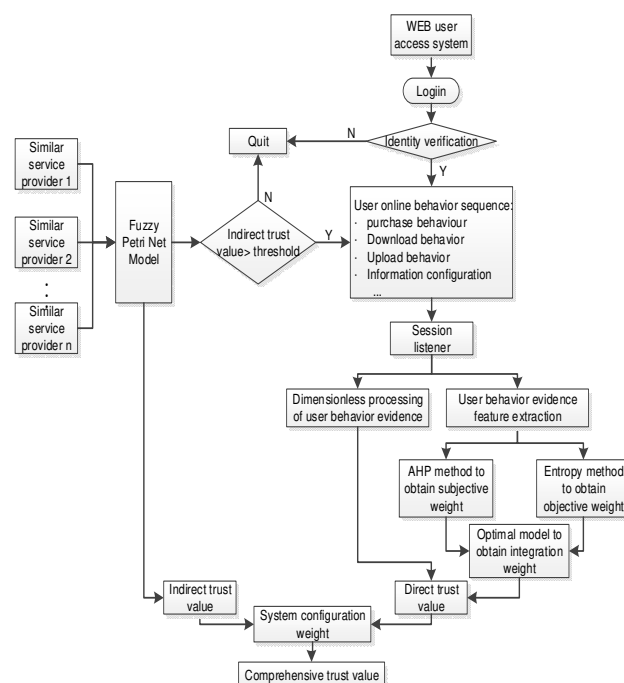 WEB user
access system
Logiin
N
Quit
Identity verification
Y
Similar
service
provider 1
Similar
service
provider 2
.
.
.
Similar
service
provider n
Fuzzy
Petri Net
Model
N
Indirect trust
value> threshold
Y
User online behavior sequence:
· purchase behaviour
· Download behavior
· Upload behavior
· Information configuration
...
Session
listener
Dimensionless processing
of user behavior evidence
User behavior evidence
feature extraction
AHP method to
obtain subjective
weight
Entropy method
to obtain
objective weight
Optimal model to
obtain integration
weight
Indirect trust
value
Direct trust
value
System configuration
weight
Comprehensive trust value